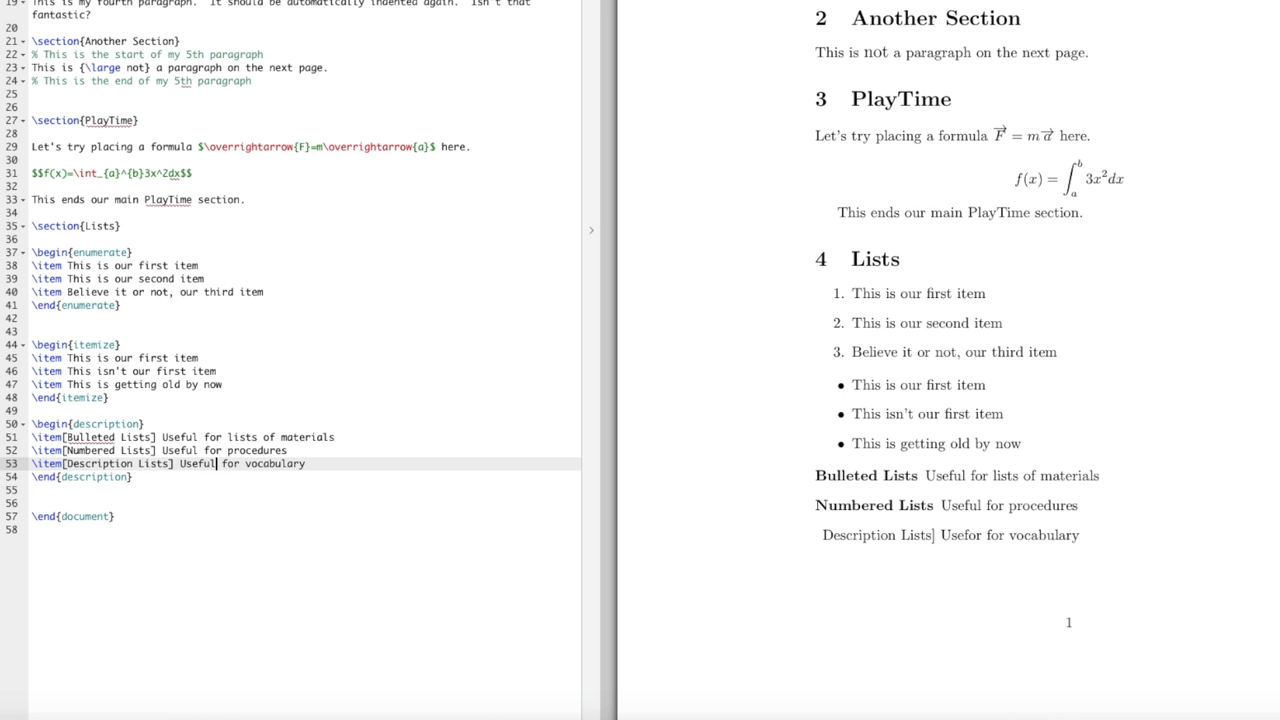 19 This is my fourth paragraph. It should be automatically indented again. Isn't that
fantastic?
20
21 \section{Another Section}
22 % This is the start of my 5th paragraph
23 This is {\large not} a paragraph on the next page.
24 % This is the end of my 5th paragraph
25
26
27 \section{PlayTime}
28
29 Let's try placing a formula $\overrightarrow{F}=m\overrightarrow{a}$ here.
30
31 $$f(x)=\int_{a}^{b}3x^2dx$$
32
33 This ends our main PlayTime section.
34
35 \section{Lists}
36
37 \begin{enumerate}
38 \item This is our first item
39 \item This is our second item
40 \item Believe it or not, our third item
41 \end{enumerate}
42
43
44 \begin{itemize}
45 \item This is our first item
46 \item This isn't our first item
47 \item This is getting old by now
48 \end{itemize}
49
50 \begin{description}
51 \item[Bulleted Lists] Useful for lists of materials
52 \item[Numbered Lists] Useful for procedures
53 \item[Description Lists] Useful for vocabulary
54 \end{description}
55
56
57 \end{document}
58
2 Another Section
This is not a paragraph on the next page.
3 PlayTime
Let's try placing a formula F⃗ = ma⃗ here.
f(x) = ∫ₐᵇ 3x²dx
This ends our main PlayTime section.
4 Lists
1. This is our first item
2. This is our second item
3. Believe it or not, our third item
• This is our first item
• This isn't our first item
• This is getting old by now
Bulleted Lists Useful for lists of materials
Numbered Lists Useful for procedures
Description Lists] Usefor for vocabulary
1